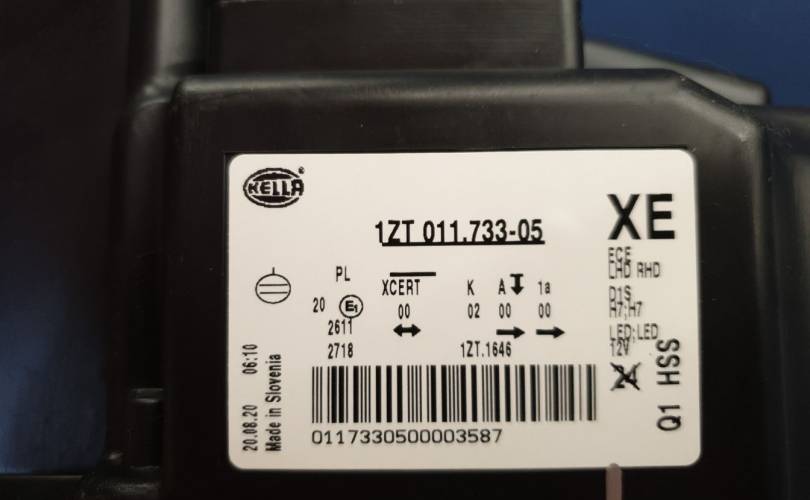 HELLA
1ZT 011.733-05
XE
ECE
LHD RHD
D1S
H7;H7
LED;LED
12V
24
Q1 HSS
PL
XCERT K A 1a
20 E1 00 02 00 00
2611
2718 1ZT.1646
0117330500003587
20.08.20 06:10
Made in Slovenia